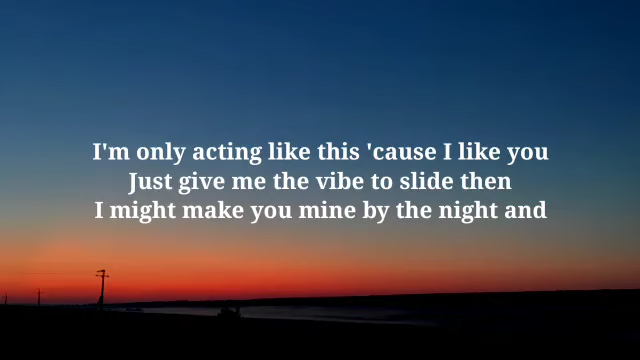 I'm only acting like this 'cause I like you
Just give me the vibe to slide then
I might make you mine by the night and